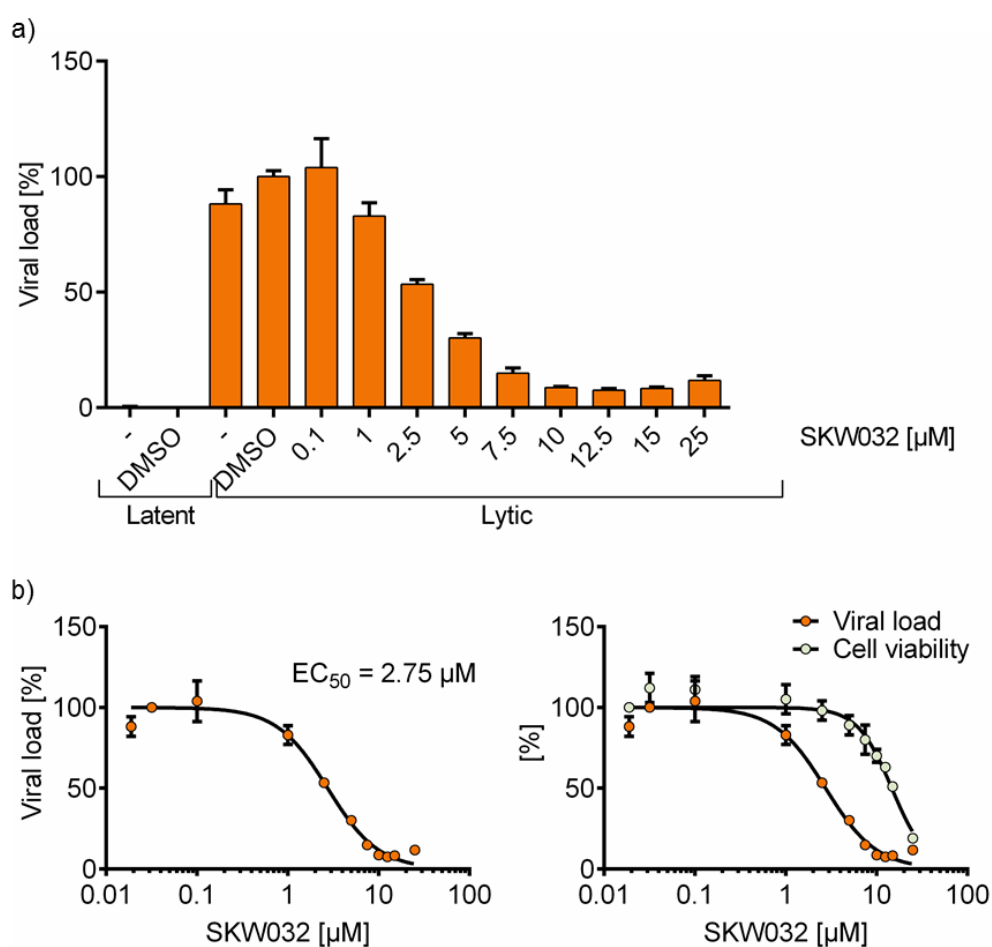 a)
150
100
50
0
Viral load [%]
-
DMSO
-
DMSO
0.1
1
2.5
5
7.5
10
12.5
15
25
SKW032 [µM]
Latent
Lytic
b)
150
100
50
0
Viral load [%]
EC50 = 2.75 µM
0.01
0.1
1
10
100
SKW032 [µM]
Viral load
Cell viability
150
100
50
0
[%]
0.01
0.1
1
10
100
SKW032 [µM]